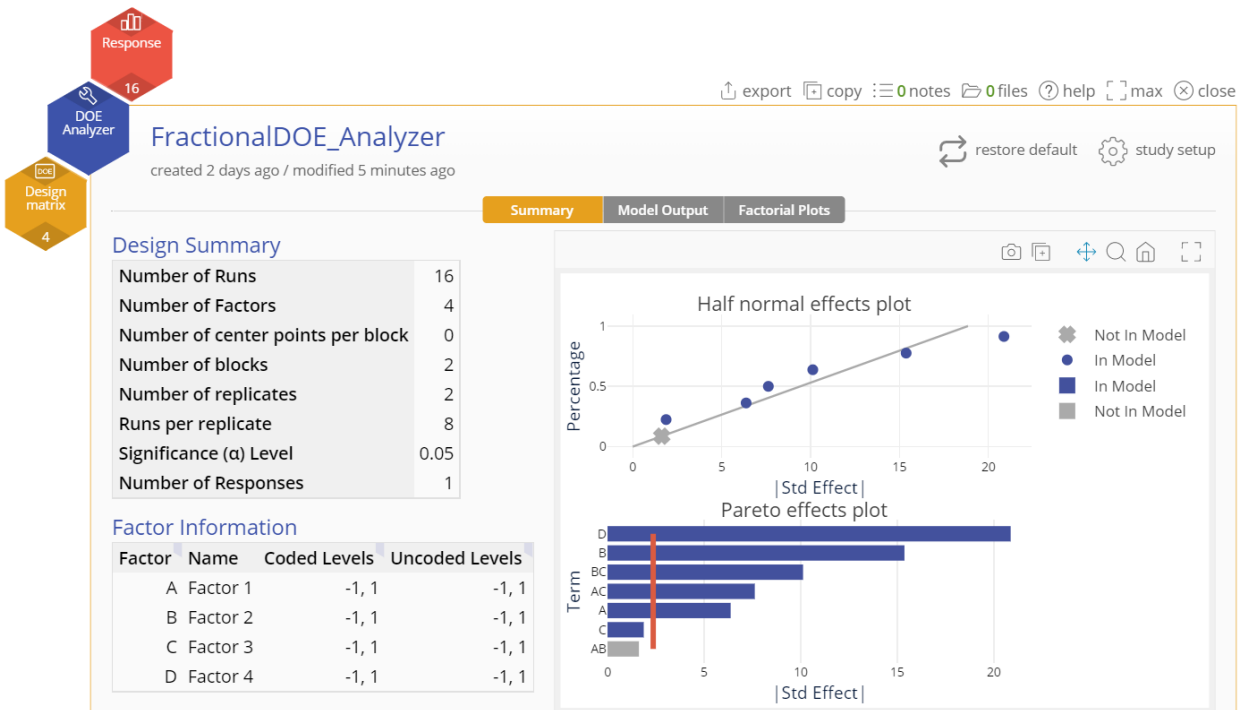 Response
16
DOE
Analyzer
DOE
Design
matrix
4
export copy 0 notes 0 files help max close
FractionalDOE_Analyzer
created 2 days ago / modified 5 minutes ago
restore default study setup
Summary Model Output Factorial Plots
Design Summary
Number of Runs 16
Number of Factors 4
Number of center points per block 0
Number of blocks 2
Number of replicates 2
Runs per replicate 8
Significance (α) Level 0.05
Number of Responses 1
Factor Information
Factor Name Coded Levels Uncoded Levels
A Factor 1 -1, 1 -1, 1
B Factor 2 -1, 1 -1, 1
C Factor 3 -1, 1 -1, 1
D Factor 4 -1, 1 -1, 1
Half normal effects plot
Percentage
1
0.5
0
0 5 10 15 20
|Std Effect|
Not In Model
In Model
In Model
Not In Model
Pareto effects plot
Term
D
B
BC
AC
A
C
AB
0 5 10 15 20
|Std Effect|